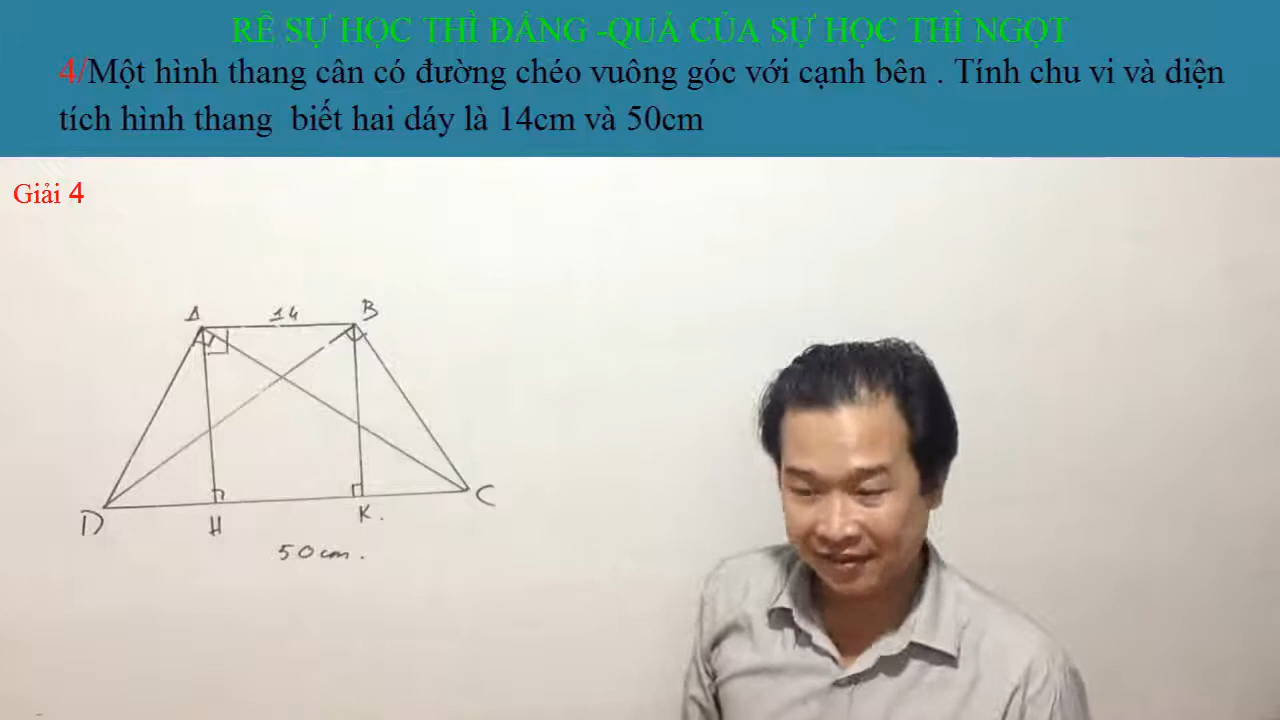 RỄ SỰ HỌC THÌ ĐẮNG -QUẢ CỦA SỰ HỌC THÌ NGỌT
4/Một hình thang cân có đường chéo vuông góc với cạnh bên . Tính chu vi và diện
tích hình thang biết hai dáy là 14cm và 50cm
Giải 4
A 14 B
D H K. C
50cm.